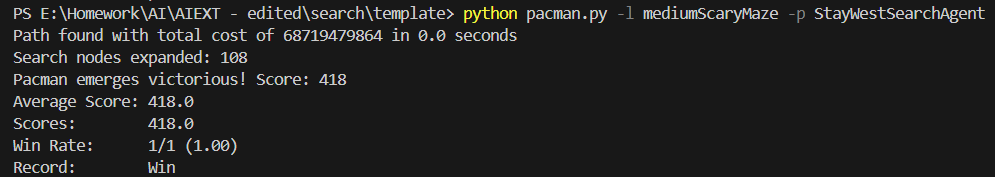 PS E:\Homework\AI\AIEXT - edited\search\template> python pacman.py -l mediumScaryMaze -p StayWestSearchAgent
Path found with total cost of 68719479864 in 0.0 seconds
Search nodes expanded: 108
Pacman emerges victorious! Score: 418
Average Score: 418.0
Scores:        418.0
Win Rate:      1/1 (1.00)
Record:        Win